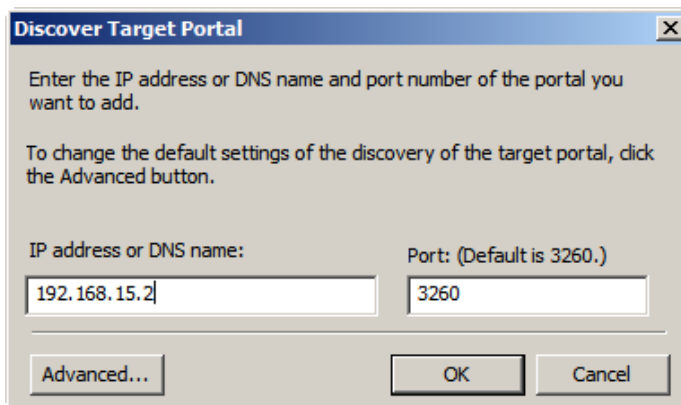 Discover Target Portal
Enter the IP address or DNS name and port number of the portal you
want to add.
To change the default settings of the discovery of the target portal, click
the Advanced button.
IP address or DNS name:
Port: (Default is 3260.)
192.168.15.2
3260
Advanced...
OK
Cancel